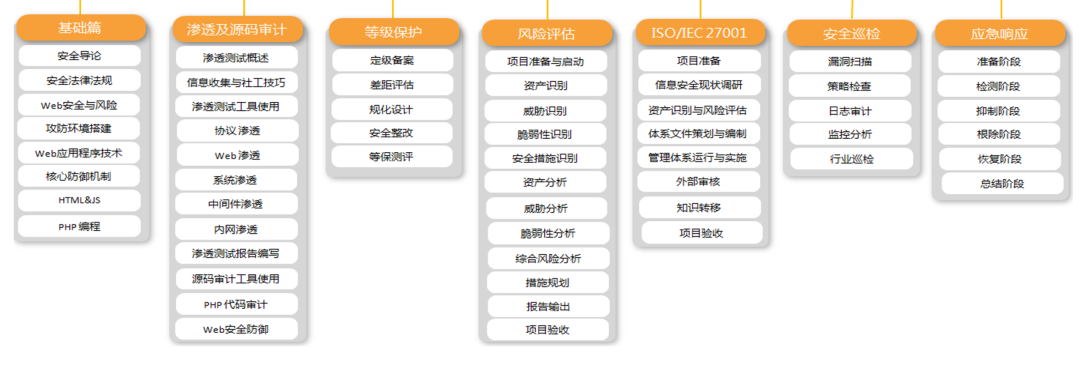 基础篇
安全导论
安全法律法规
Web安全与风险
攻防环境搭建
Web应用程序技术
核心防御机制
HTML&JS
PHP 编程
渗透及源码审计
渗透测试概述
信息收集与社工技巧
渗透测试工具使用
协议 渗透
Web 渗透
系统渗透
中间件渗透
内网渗透
渗透测试报告编写
源码审计工具使用
PHP 代码审计
Web安全防御
等级保护
定级备案
差距评估
规化设计
安全整改
等保测评
风险评估
项目准备与启动
资产识别
威胁识别
脆弱性识别
安全措施识别
资产分析
威胁分析
脆弱性分析
综合风险分析
措施规划
报告输出
项目验收
ISO/IEC 27001
项目准备
信息安全现状调研
资产识别与风险评估
体系文件策划与编制
管理体系运行与实施
外部审核
知识转移
项目验收
安全巡检
漏洞扫描
策略检查
日志审计
监控分析
行业巡检
应急响应
准备阶段
检测阶段
抑制阶段
根除阶段
恢复阶段
总结阶段